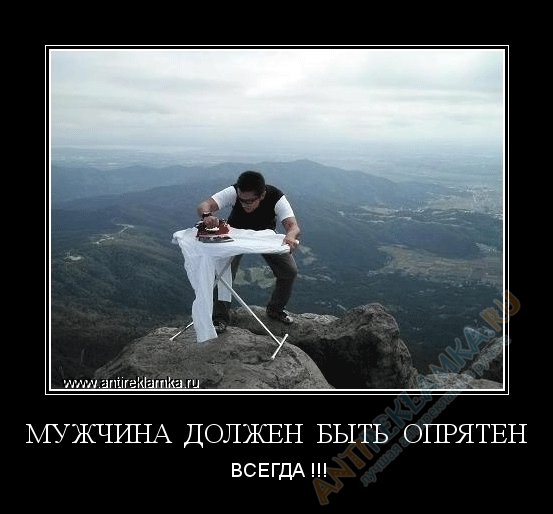 www.antireklamka.ru
МУЖЧИНА ДОЛЖЕН БЫТЬ ОПРЯТЕН
ВСЕГДА !!!
ANTIREKLAMKA.RU